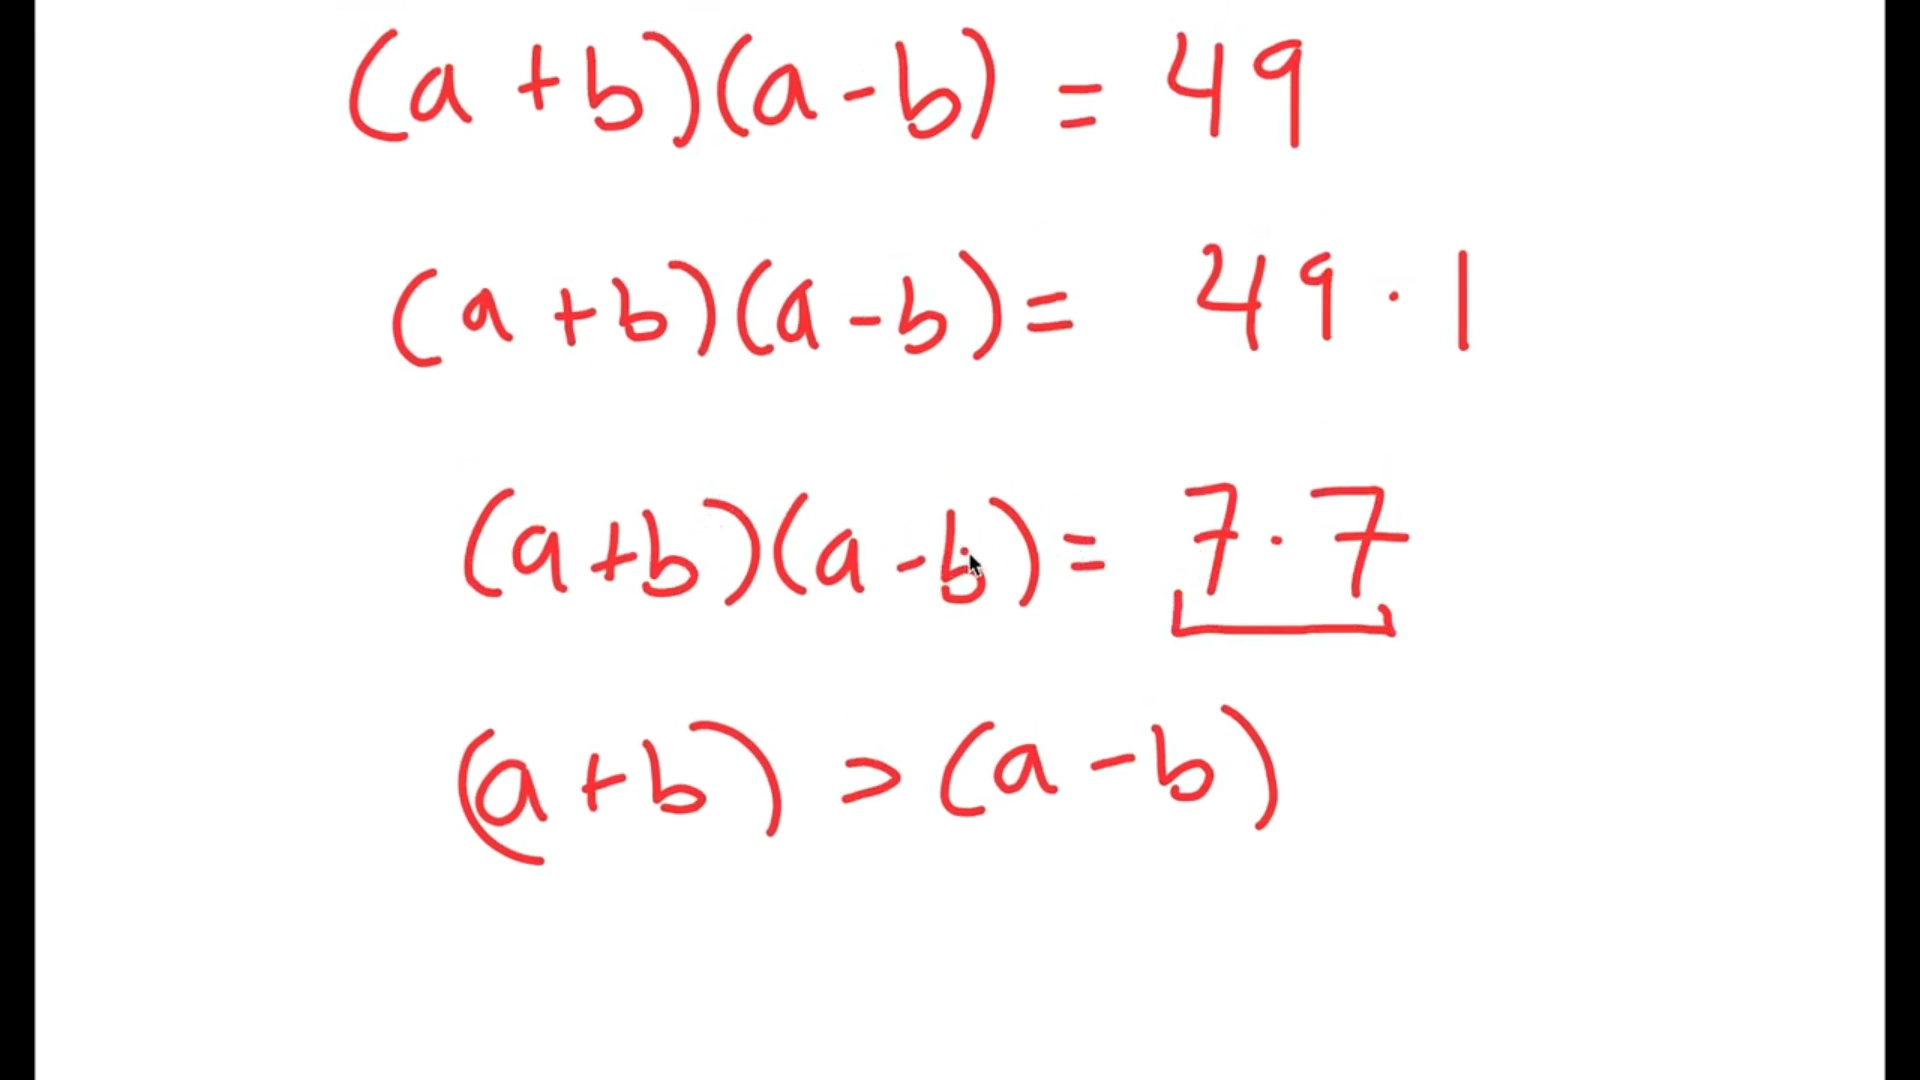 (a + b)(a - b) = 49
(a + b)(a - b) = 49 · 1
(a + b)(a - b) = 7 · 7
(a + b) > (a - b)